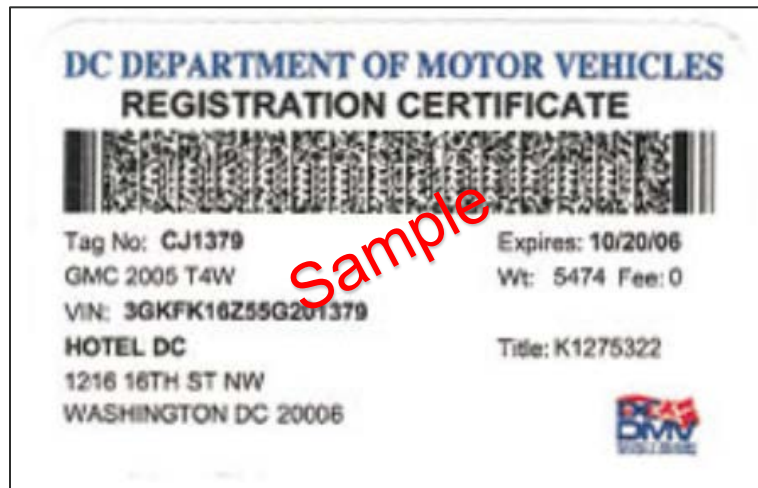 DC DEPARTMENT OF MOTOR VEHICLES
REGISTRATION CERTIFICATE
Tag No: CJ1379 Expires: 10/20/06
GMC 2005 T4W Wt: 5474 Fee: 0
VIN: 3GKFK16Z55G201379
HOTEL DC Title: K1275322
1216 16TH ST NW
WASHINGTON DC 20006
Sample
DC
DMV